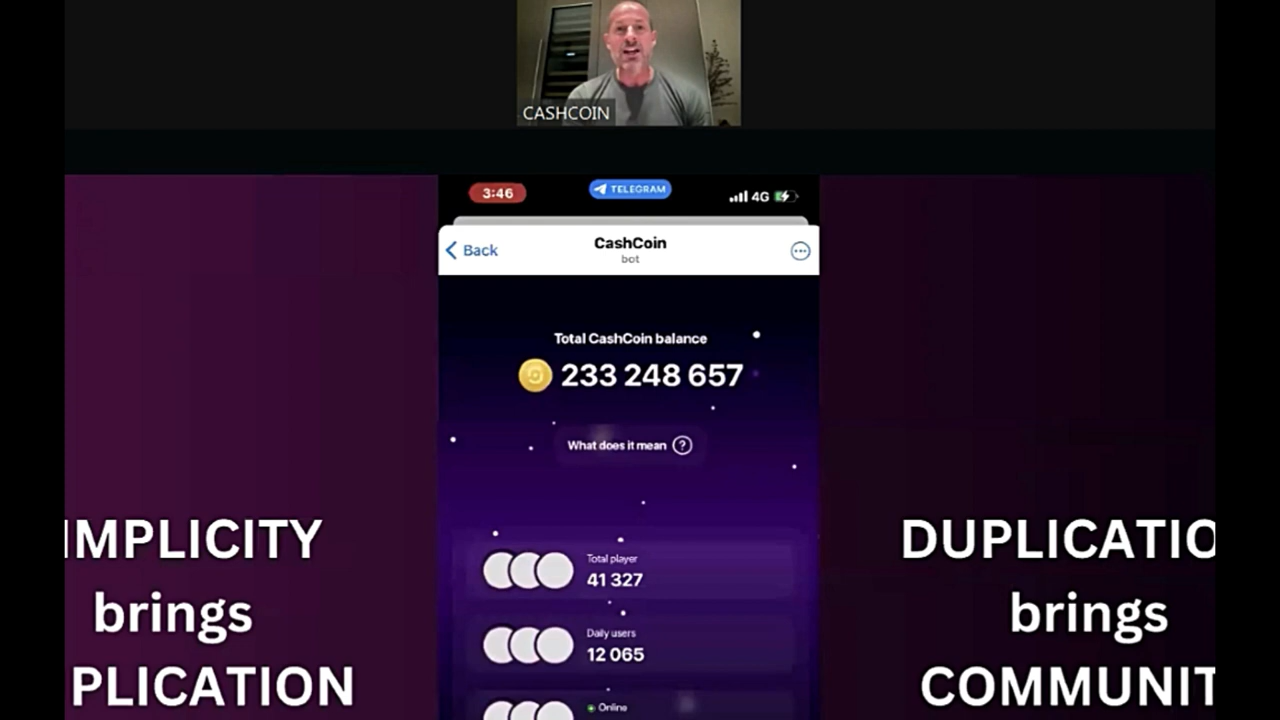 CASHCOIN
3:46
TELEGRAM
4G
Back
CashCoin
bot
Total CashCoin balance
233 248 657
What does it mean ?
Total player
41 327
Daily users
12 065
Online
IMPLICITY
brings
PLICATION
DUPLICATIO
brings
COMMUNIT